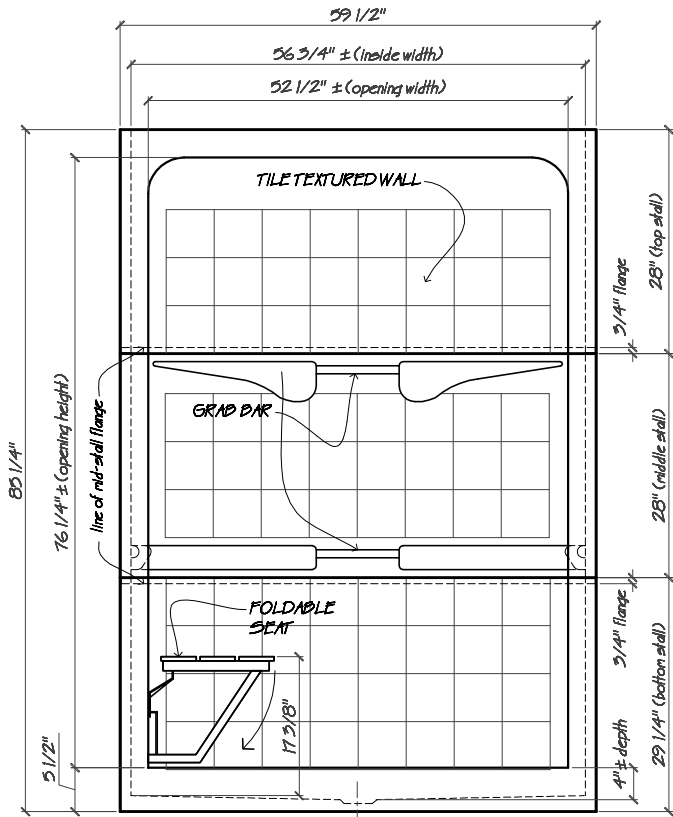 59 1/2"
56 3/4" ± (inside width)
52 1/2" ± (opening width)
TILE TEXTURED WALL
28" (top stall)
3/4" flange
GRAB BAR
line of mid-stall flange
76 1/4" ± (opening height)
85 1/4"
28" (middle stall)
FOLDABLE
SEAT
3/4" flange
17 3/8"
29 1/4" (bottom stall)
4" ± depth
5 1/2"